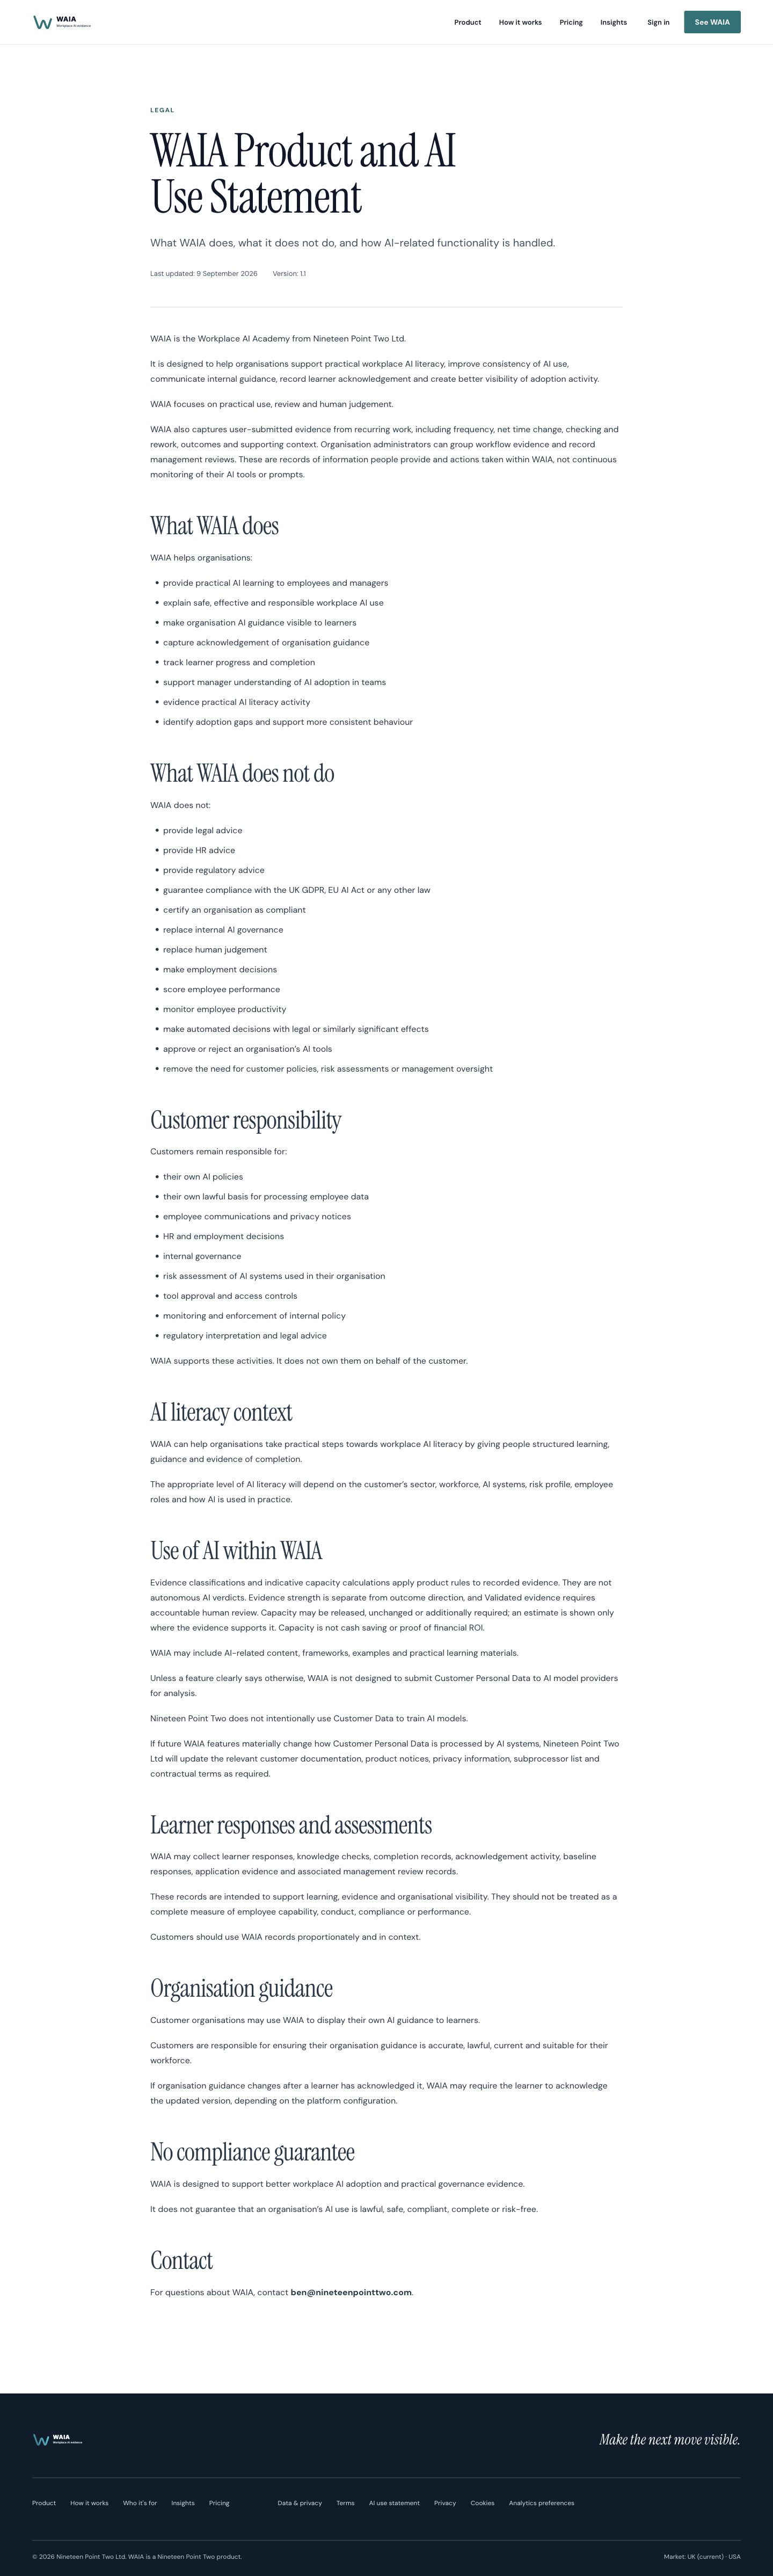 WAIA
Workplace AI evidence
Product
How it works
Pricing
Insights
Sign in
See WAIA
LEGAL
WAIA Product and AI
Use Statement
What WAIA does, what it does not do, and how AI-related functionality is handled.
Last updated: 9 September 2026
Version: 1.1
WAIA is the Workplace AI Academy from Nineteen Point Two Ltd.
It is designed to help organisations support practical workplace AI literacy, improve consistency of AI use,
communicate internal guidance, record learner acknowledgement and create better visibility of adoption activity.
WAIA focuses on practical use, review and human judgement.
WAIA also captures user-submitted evidence from recurring work, including frequency, net time change, checking and
rework, outcomes and supporting context. Organisation administrators can group workflow evidence and record
management reviews. These are records of information people provide and actions taken within WAIA, not continuous
monitoring of their AI tools or prompts.
What WAIA does
WAIA helps organisations:
• provide practical AI learning to employees and managers
• explain safe, effective and responsible workplace AI use
• make organisation AI guidance visible to learners
• capture acknowledgement of organisation guidance
• track learner progress and completion
• support manager understanding of AI adoption in teams
• evidence practical AI literacy activity
• identify adoption gaps and support more consistent behaviour
What WAIA does not do
WAIA does not:
• provide legal advice
• provide HR advice
• provide regulatory advice
• guarantee compliance with the UK GDPR, EU AI Act or any other law
• certify an organisation as compliant
• replace internal AI governance
• replace human judgement
• make employment decisions
• score employee performance
• monitor employee productivity
• make automated decisions with legal or similarly significant effects
• approve or reject an organisation's AI tools
• remove the need for customer policies, risk assessments or management oversight
Customer responsibility
Customers remain responsible for:
• their own AI policies
• their own lawful basis for processing employee data
• employee communications and privacy notices
• HR and employment decisions
• internal governance
• risk assessment of AI systems used in their organisation
• tool approval and access controls
• monitoring and enforcement of internal policy
• regulatory interpretation and legal advice
WAIA supports these activities. It does not own them on behalf of the customer.
AI literacy context
WAIA can help organisations take practical steps towards workplace AI literacy by giving people structured learning,
guidance and evidence of completion.
The appropriate level of AI literacy will depend on the customer's sector, workforce, AI systems, risk profile, employee
roles and how AI is used in practice.
Use of AI within WAIA
Evidence classifications and indicative capacity calculations apply product rules to recorded evidence. They are not
autonomous AI verdicts. Evidence strength is separate from outcome direction, and Validated evidence requires
accountable human review. Capacity may be released, unchanged or additionally required; an estimate is shown only
where the evidence supports it. Capacity is not cash saving or proof of financial ROI.
WAIA may include AI-related content, frameworks, examples and practical learning materials.
Unless a feature clearly says otherwise, WAIA is not designed to submit Customer Personal Data to AI model providers
for analysis.
Nineteen Point Two does not intentionally use Customer Data to train AI models.
If future WAIA features materially change how Customer Personal Data is processed by AI systems, Nineteen Point Two
Ltd will update the relevant customer documentation, product notices, privacy information, subprocessor list and
contractual terms as required.
Learner responses and assessments
WAIA may collect learner responses, knowledge checks, completion records, acknowledgement activity, baseline
responses, application evidence and associated management review records.
These records are intended to support learning, evidence and organisational visibility. They should not be treated as a
complete measure of employee capability, conduct, compliance or performance.
Customers should use WAIA records proportionately and in context.
Organisation guidance
Customer organisations may use WAIA to display their own AI guidance to learners.
Customers are responsible for ensuring their organisation guidance is accurate, lawful, current and suitable for their
workforce.
If organisation guidance changes after a learner has acknowledged it, WAIA may require the learner to acknowledge
the updated version, depending on the platform configuration.
No compliance guarantee
WAIA is designed to support better workplace AI adoption and practical governance evidence.
It does not guarantee that an organisation's AI use is lawful, safe, compliant, complete or risk-free.
Contact
For questions about WAIA, contact ben@nineteenpointtwo.com.
WAIA
Workplace AI evidence
Make the next move visible.
Product
How it works
Who it's for
Insights
Pricing
Data & privacy
Terms
AI use statement
Privacy
Cookies
Analytics preferences
© 2026 Nineteen Point Two Ltd. WAIA is a Nineteen Point Two product.
Market: UK (current) · USA